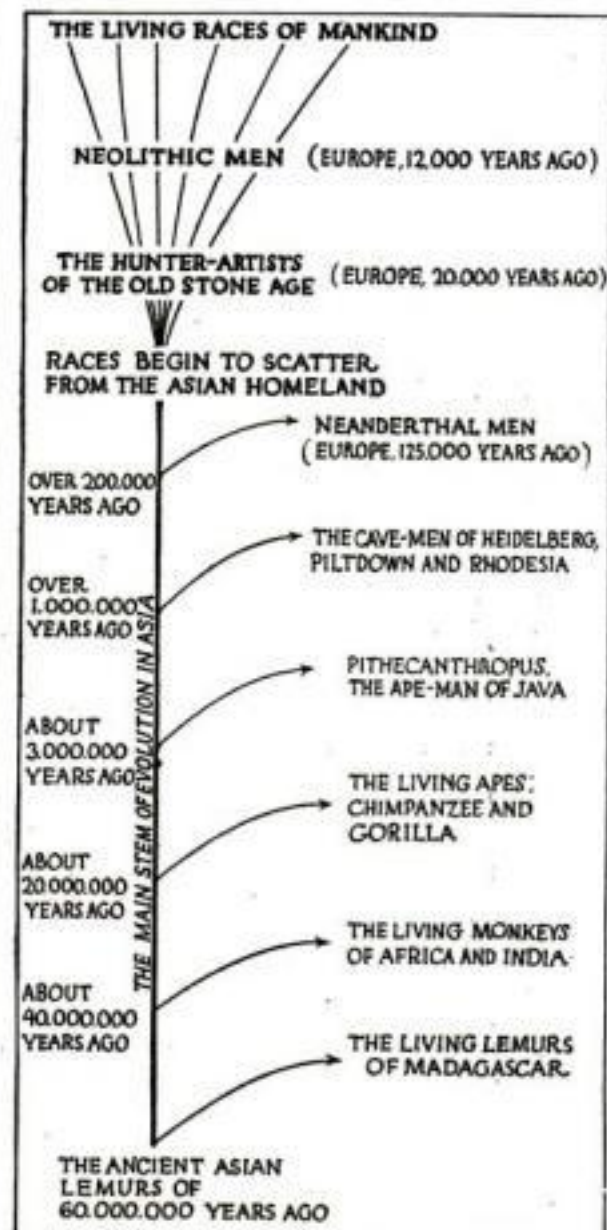 THE LIVING RACES OF MANKIND
NEOLITHIC MEN (EUROPE, 12,000 YEARS AGO)
THE HUNTER-ARTISTS
OF THE OLD STONE AGE
(EUROPE, 20.000 YEARS AGO)
RACES BEGIN TO SCATTER
FROM THE ASIAN HOMELAND
NEANDERTHAL MEN
(EUROPE, 125.000 YEARS AGO)
OVER 200.000
YEARS AGO
THE CAVE-MEN OF HEIDELBERG,
PILTDOWN AND RHODESIA
OVER
1.000.000
YEARS AGO
PITHECANTHROPUS,
THE APE-MAN OF JAVA
ABOUT
3.000.000
YEARS AGO
THE LIVING APES;
CHIMPANZEE AND
GORILLA
ABOUT
20.000.000
YEARS AGO
THE MAIN STEM OF EVOLUTION IN ASIA
THE LIVING MONKEYS
OF AFRICA AND INDIA
ABOUT
40.000.000
YEARS AGO
THE LIVING LEMURS
OF MADAGASCAR
THE ANCIENT ASIAN
LEMURS OF
60.000.000 YEARS AGO